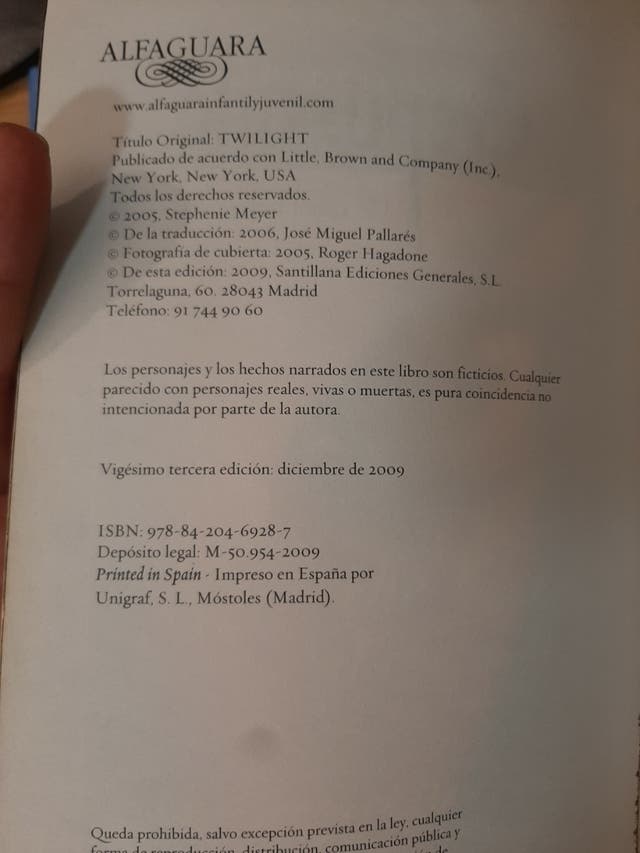 ALFAGUARA
www.alfaguarainfantilyjuvenil.com
Título Original: TWILIGHT
Publicado de acuerdo con Little, Brown and Company (Inc.),
New York, New York, USA
Todos los derechos reservados.
© 2005, Stephenie Meyer
© De la traducción: 2006, José Miguel Pallarés
© Fotografía de cubierta: 2005, Roger Hagadone
© De esta edición: 2009, Santillana Ediciones Generales, S.L.
Torrelaguna, 60. 28043 Madrid
Teléfono: 91 744 90 60
Los personajes y los hechos narrados en este libro son ficticios. Cualquier
parecido con personajes reales, vivas o muertas, es pura coincidencia no
intencionada por parte de la autora.
Vigésimo tercera edición: diciembre de 2009
ISBN: 978-84-204-6928-7
Depósito legal: M-50.954-2009
Printed in Spain - Impreso en España por
Unigraf, S. L., Móstoles (Madrid).
Queda prohibida, salvo excepción prevista en la ley, cualquier
forma de reproducción, distribución, comunicación pública y